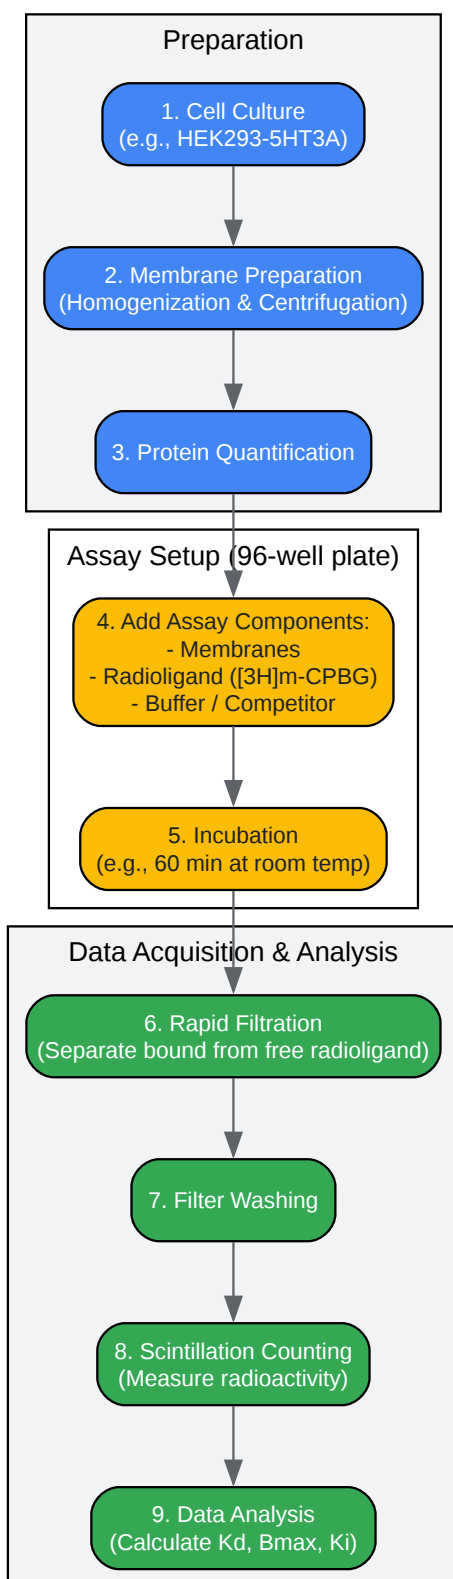 Preparation
1. Cell Culture
(e.g., HEK293-5HT3A)
2. Membrane Preparation
(Homogenization & Centrifugation)
3. Protein Quantification
Assay Setup (96-well plate)
4. Add Assay Components:
- Membranes
- Radioligand ([3H]m-CPBG)
- Buffer / Competitor
5. Incubation
(e.g., 60 min at room temp)
Data Acquisition & Analysis
6. Rapid Filtration
(Separate bound from free radioligand)
7. Filter Washing
8. Scintillation Counting
(Measure radioactivity)
9. Data Analysis
(Calculate Kd, Bmax, Ki)